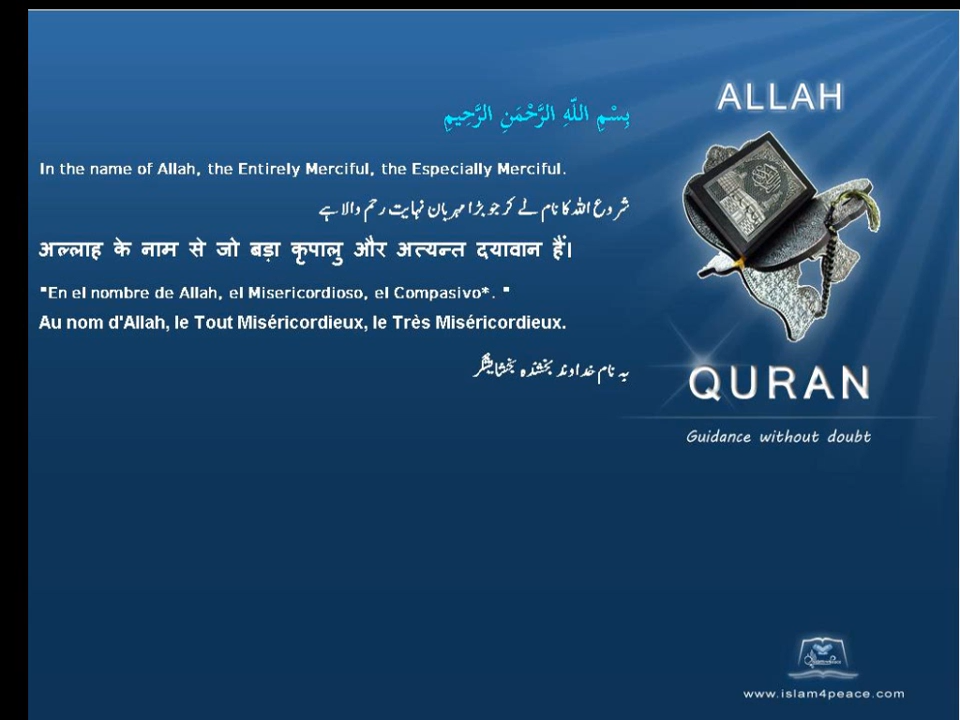 بِسْمِ اللَّهِ الرَّحْمَنِ الرَّحِيمِ
In the name of Allah, the Entirely Merciful, the Especially Merciful.
شروع الله کا نام لے کر جو بڑا مہربان نہایت رحم والا ہے
अल्लाह के नाम से जो बड़ा कृपालु और अत्यन्त दयावान हैं।
"En el nombre de Allah, el Misericordioso, el Compasivo*. "
Au nom d'Allah, le Tout Miséricordieux, le Très Miséricordieux.
به نام خداوند بخشنده بخشایشگر
ALLAH
QURAN
Guidance without doubt
www.islam4peace.com